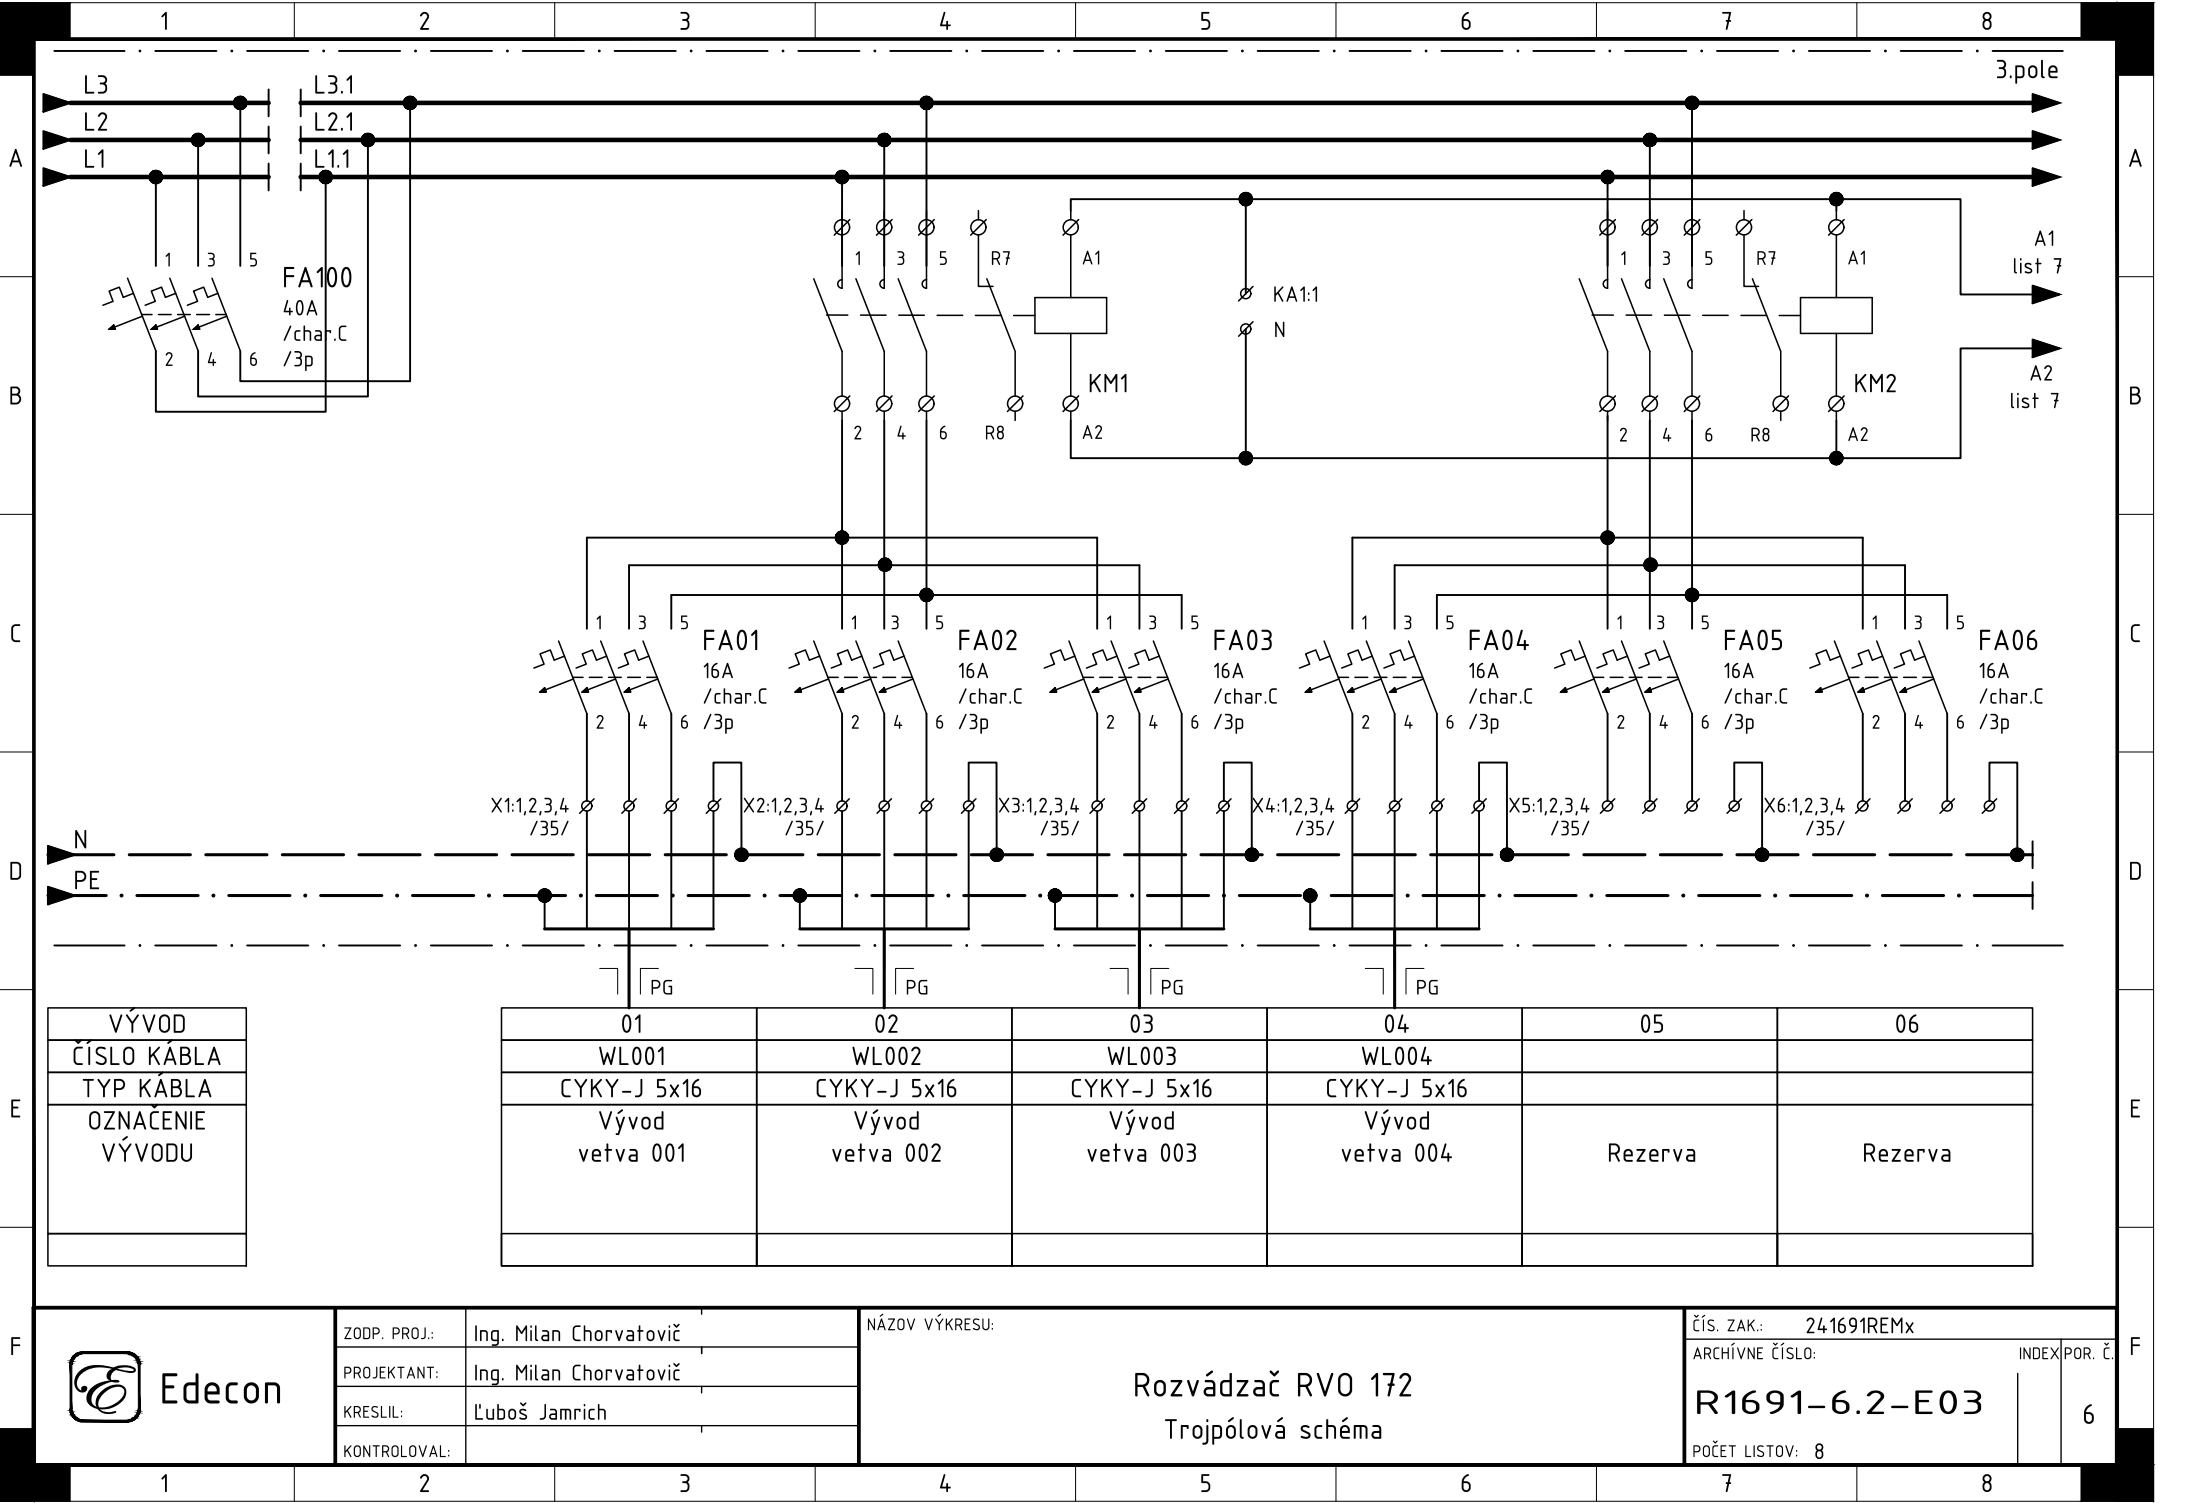 1 2 3 4 5 6 7 8
3.pole
L3 L3.1
L2 L2.1
L1 L1.1
A A
R7 A1 R7 A1
A1
list 7
1 3 5 1 3 5 1 3 5
FA100
40A
/char.C
/3p
2 4 6
KA1:1
N
KM1 KM2
A2
list 7
B B
2 4 6 R8 A2 2 4 6 R8 A2
1 3 5 1 3 5 1 3 5 1 3 5 1 3 5 1 3 5
C C
FA01 FA02 FA03 FA04 FA05 FA06
16A 16A 16A 16A 16A 16A
/char.C /char.C /char.C /char.C /char.C /char.C
2 4 6 /3p 2 4 6 /3p 2 4 6 /3p 2 4 6 /3p 2 4 6 /3p 2 4 6 /3p
X1:1,2,3,4 X2:1,2,3,4 X3:1,2,3,4 X4:1,2,3,4 X5:1,2,3,4 X6:1,2,3,4
/35/ /35/ /35/ /35/ /35/ /35/
N
D D
PE
PG PG PG PG
VÝVOD 01 02 03 04 05 06
ČÍSLO KÁBLA WL001 WL002 WL003 WL004
TYP KÁBLA CYKY-J 5x16 CYKY-J 5x16 CYKY-J 5x16 CYKY-J 5x16
E E
OZNAČENIE Vývod Vývod Vývod Vývod
VÝVODU vetva 001 vetva 002 vetva 003 vetva 004 Rezerva Rezerva
F F
Edecon
ZODP. PROJ.: Ing. Milan Chorvatovič
PROJEKTANT: Ing. Milan Chorvatovič
KRESLIL: Ľuboš Jamrich
KONTROLOVAL:
NÁZOV VÝKRESU:
Rozvádzač RVO 172
Trojpólová schéma
ČÍS. ZAK.: 241691REMx
ARCHÍVNE ČÍSLO: INDEX POR. Č.
R1691-6.2-E03
6
POČET LISTOV: 8
1 2 3 4 5 6 7 8